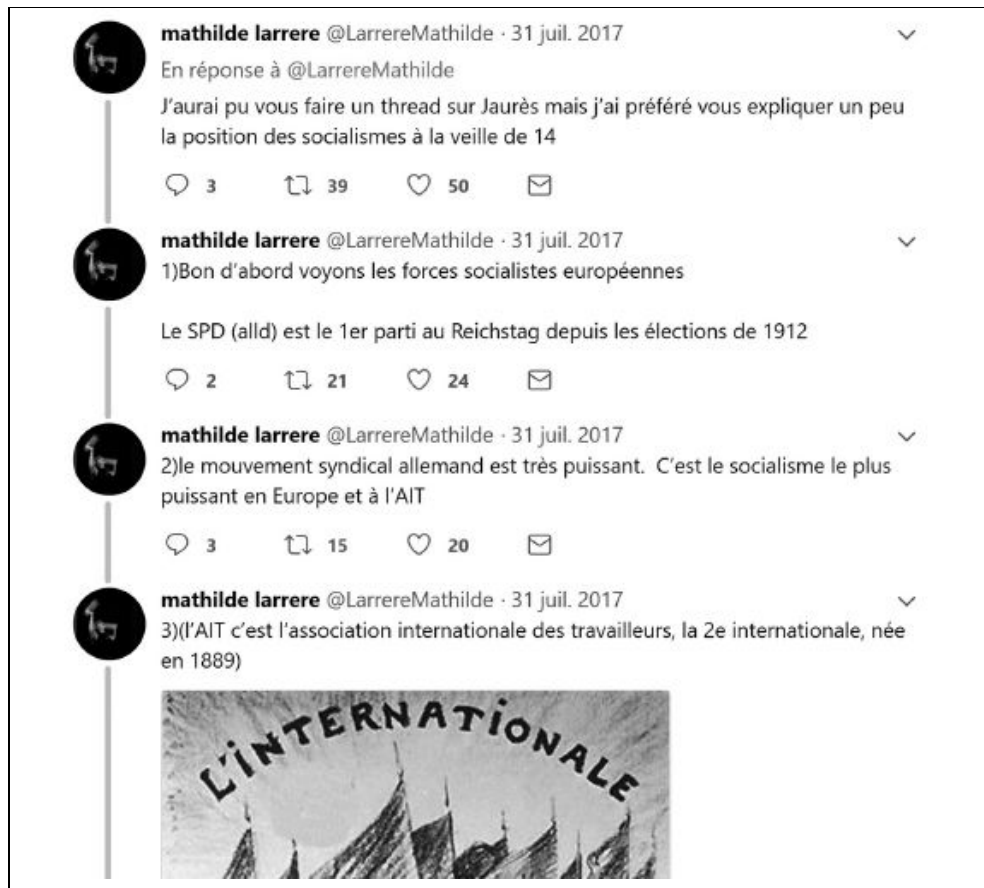 mathilde larrere @LarrereMathilde · 31 juil. 2017
En réponse à @LarrereMathilde
J'aurai pu vous faire un thread sur Jaurès mais j'ai préféré vous expliquer un peu
la position des socialismes à la veille de 14
3 39 50
mathilde larrere @LarrereMathilde · 31 juil. 2017
1)Bon d'abord voyons les forces socialistes européennes
Le SPD (alld) est le 1er parti au Reichstag depuis les élections de 1912
2 21 24
mathilde larrere @LarrereMathilde · 31 juil. 2017
2)le mouvement syndical allemand est très puissant. C'est le socialisme le plus
puissant en Europe et à l'AIT
3 15 20
mathilde larrere @LarrereMathilde · 31 juil. 2017
3)(l'AIT c'est l'association internationale des travailleurs, la 2e internationale, née
en 1889)
L'iNTERNATiONALE